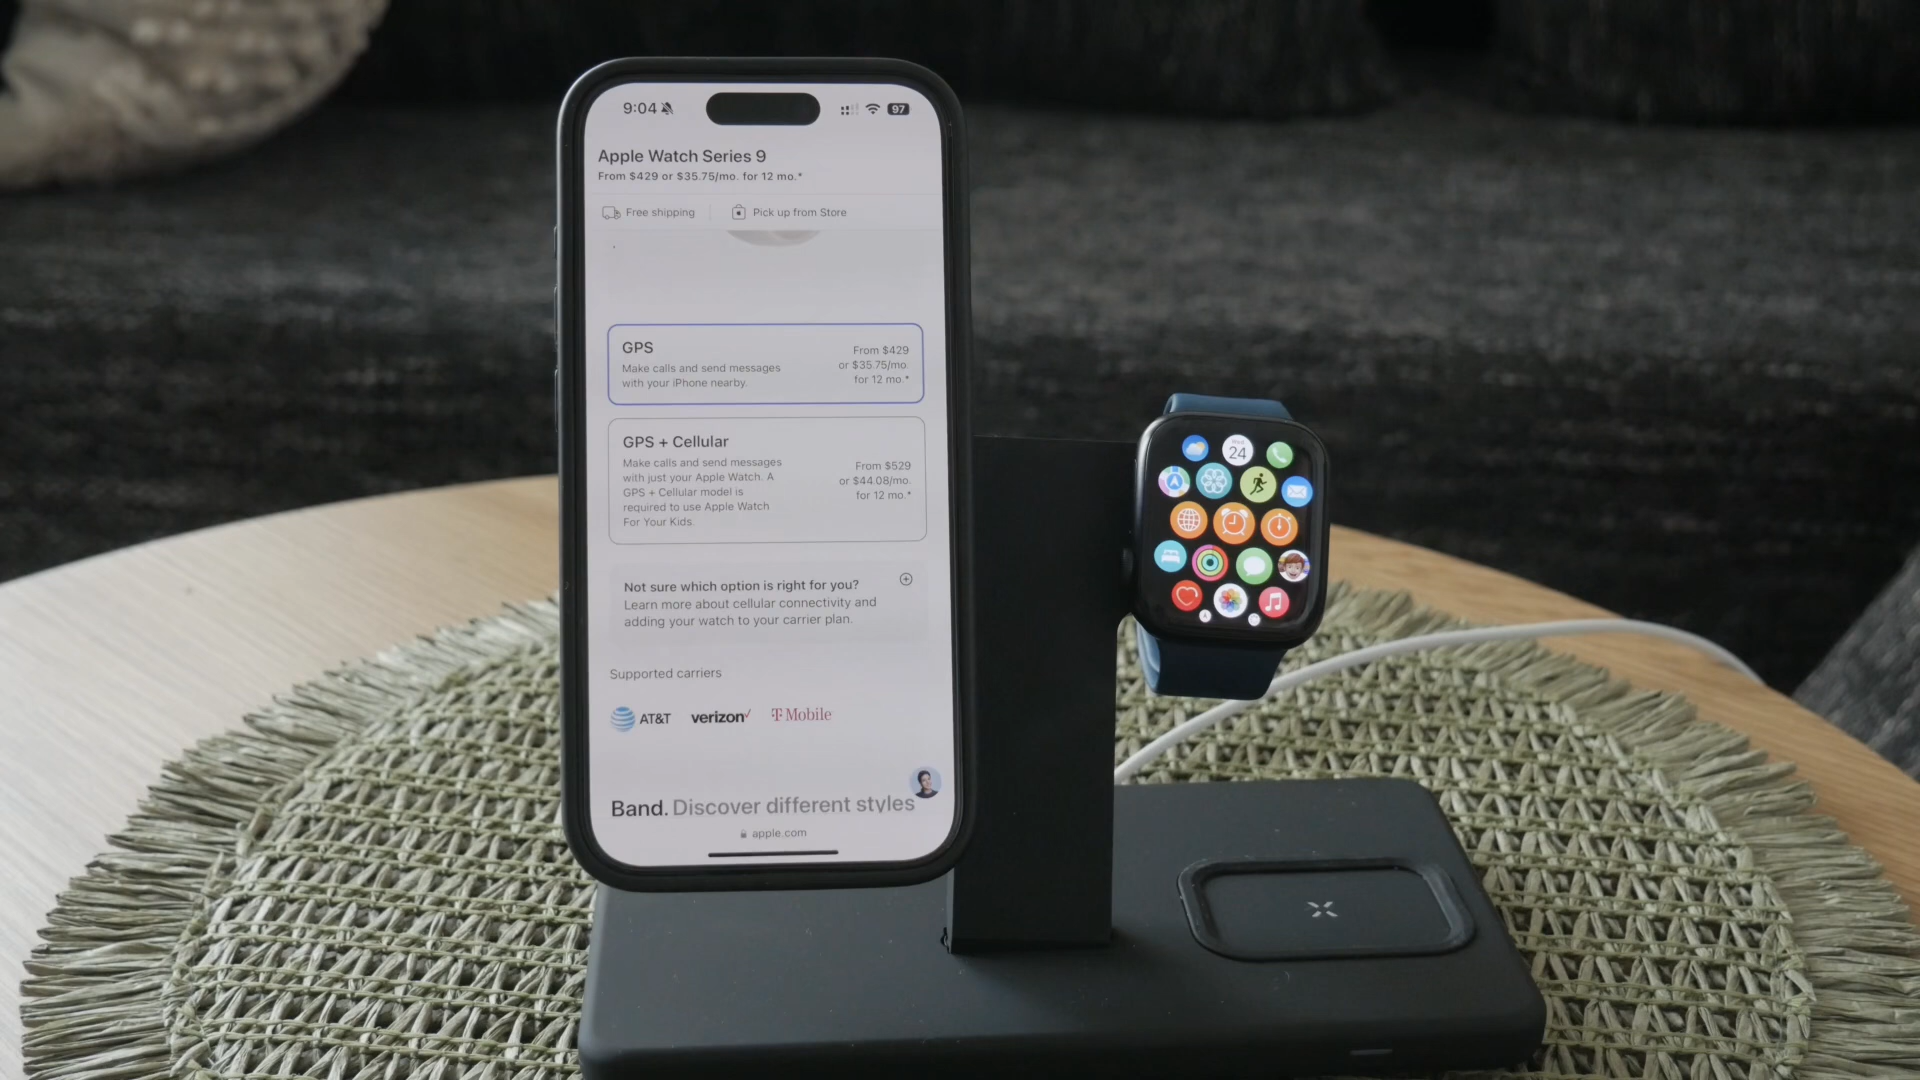 9:04
97
Apple Watch Series 9
From $429 or $35.75/mo. for 12 mo.*
Free shipping
Pick up from Store
GPS
Make calls and send messages
with your iPhone nearby.
From $429
or $35.75/mo.
for 12 mo.*
GPS + Cellular
Make calls and send messages
with just your Apple Watch. A
GPS + Cellular model is
required to use Apple Watch
For Your Kids.
From $529
or $44.08/mo.
for 12 mo.*
Not sure which option is right for you?
Learn more about cellular connectivity and
adding your watch to your carrier plan.
Supported carriers
AT&T
verizon
T Mobile
Band. Discover different styles
apple.com
24